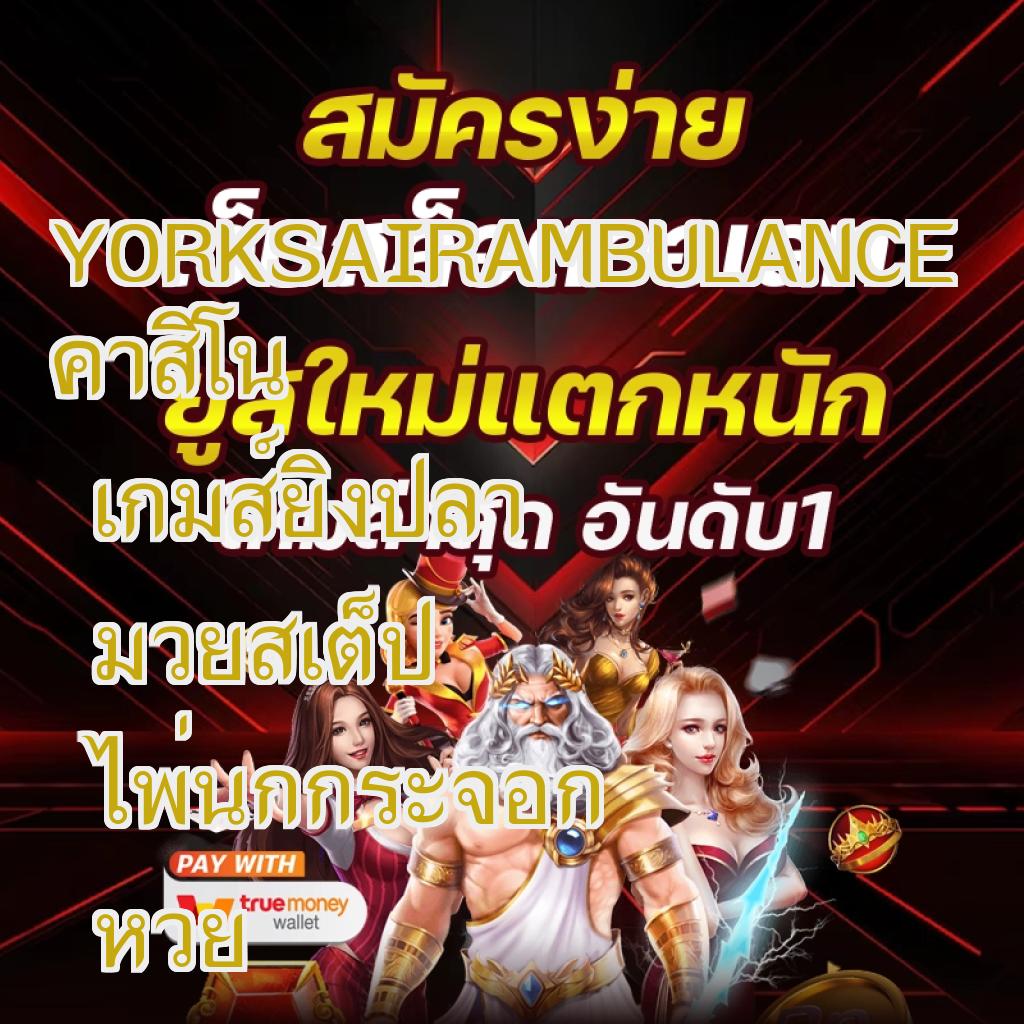 สมัครง่าย
YORKSAIRAMBULANCE
คาสิโน
ยูสใหม่แตกหนัก
เกมส์ยิงปลา
อันดับ1
มวยสเต็ป
ไพ่นกกระจอก
PAY WITH
truemoney
wallet
หวย